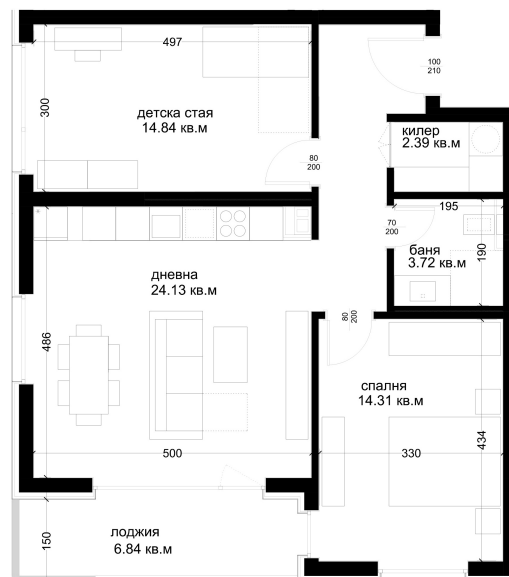 497
100
210
300
детска стая
14.84 кв.м
килер
2.39 кв.м
80
200
195
70
200
190
баня
3.72 кв.м
дневна
24.13 кв.м
486
80
200
спалня
14.31 кв.м
434
500
330
150
лоджия
6.84 кв.м